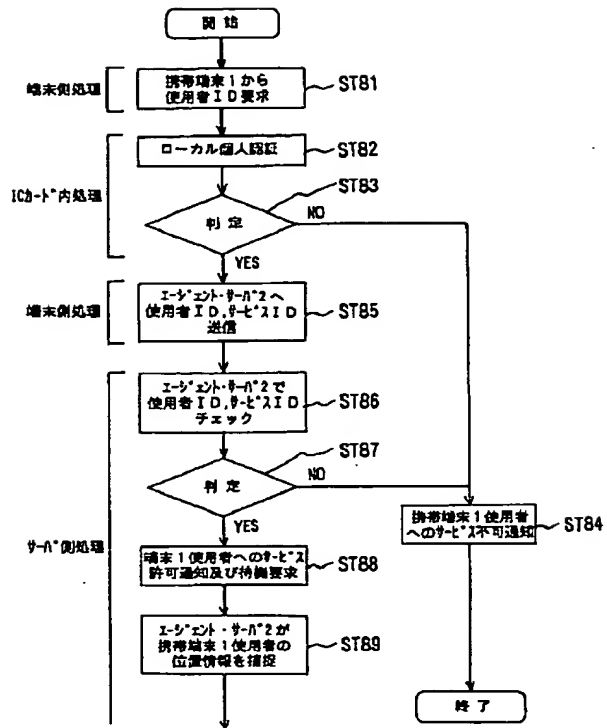 開始
端末側処理
携帯端末1から
使用者ID要求
ST81
ICカード内処理
ローカル個人認証
ST82
判定
ST83
NO
YES
端末側処理
エージェント・サーバ2へ
使用者ID,サービスID
送信
ST85
サーバ側処理
エージェント・サーバ2で
使用者ID,サービスID
チェック
ST86
判定
ST87
NO
YES
携帯端末1使用者
へのサービス不可通知
ST84
端末1使用者へのサービス
許可通知及び待機要求
ST88
エージェント・サーバ2が
携帯端末1使用者の
位置情報を捕捉
ST89
終了